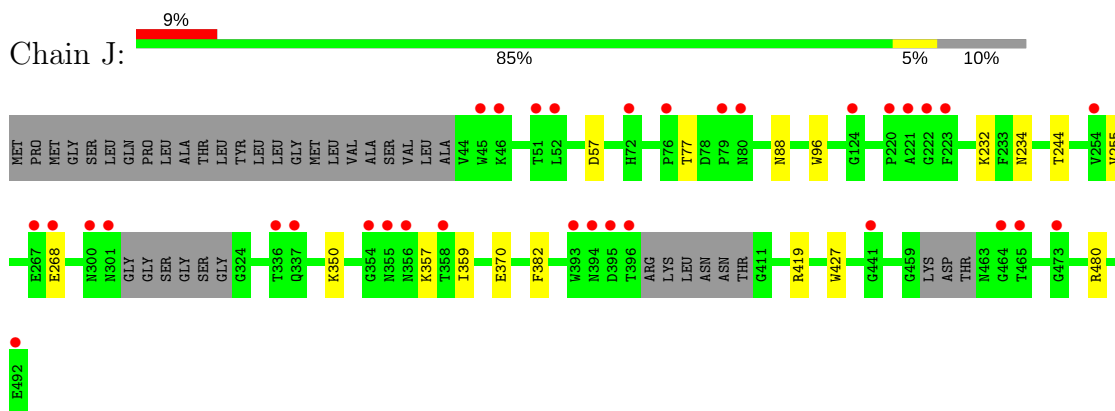 9%
Chain J:
85% 5% 10%
MET PRO MET GLY SER LEU GLN PRO LEU ALA THR LEU TYR LEU LEU GLY MET LEU VAL ALA SER VAL LEU ALA V44 W45 K46 T51 L52 D57 H72 P76 T77 D78 P79 N80 N88 W96 G124 P220 A221 G222 F223 K232 F233 N234 T244 V254 V255
E267 E268 N300 N301 GLY GLY SER GLY SER GLY G324 T336 Q337 K350 G354 N355 N356 K357 T358 I359 E370 F382 W393 N394 D395 T396 ARG LYS LEU ASN ASN THR G411 R419 W427 G441 G459 LYS ASP THR N463 G464 T465 G473 R480
E492